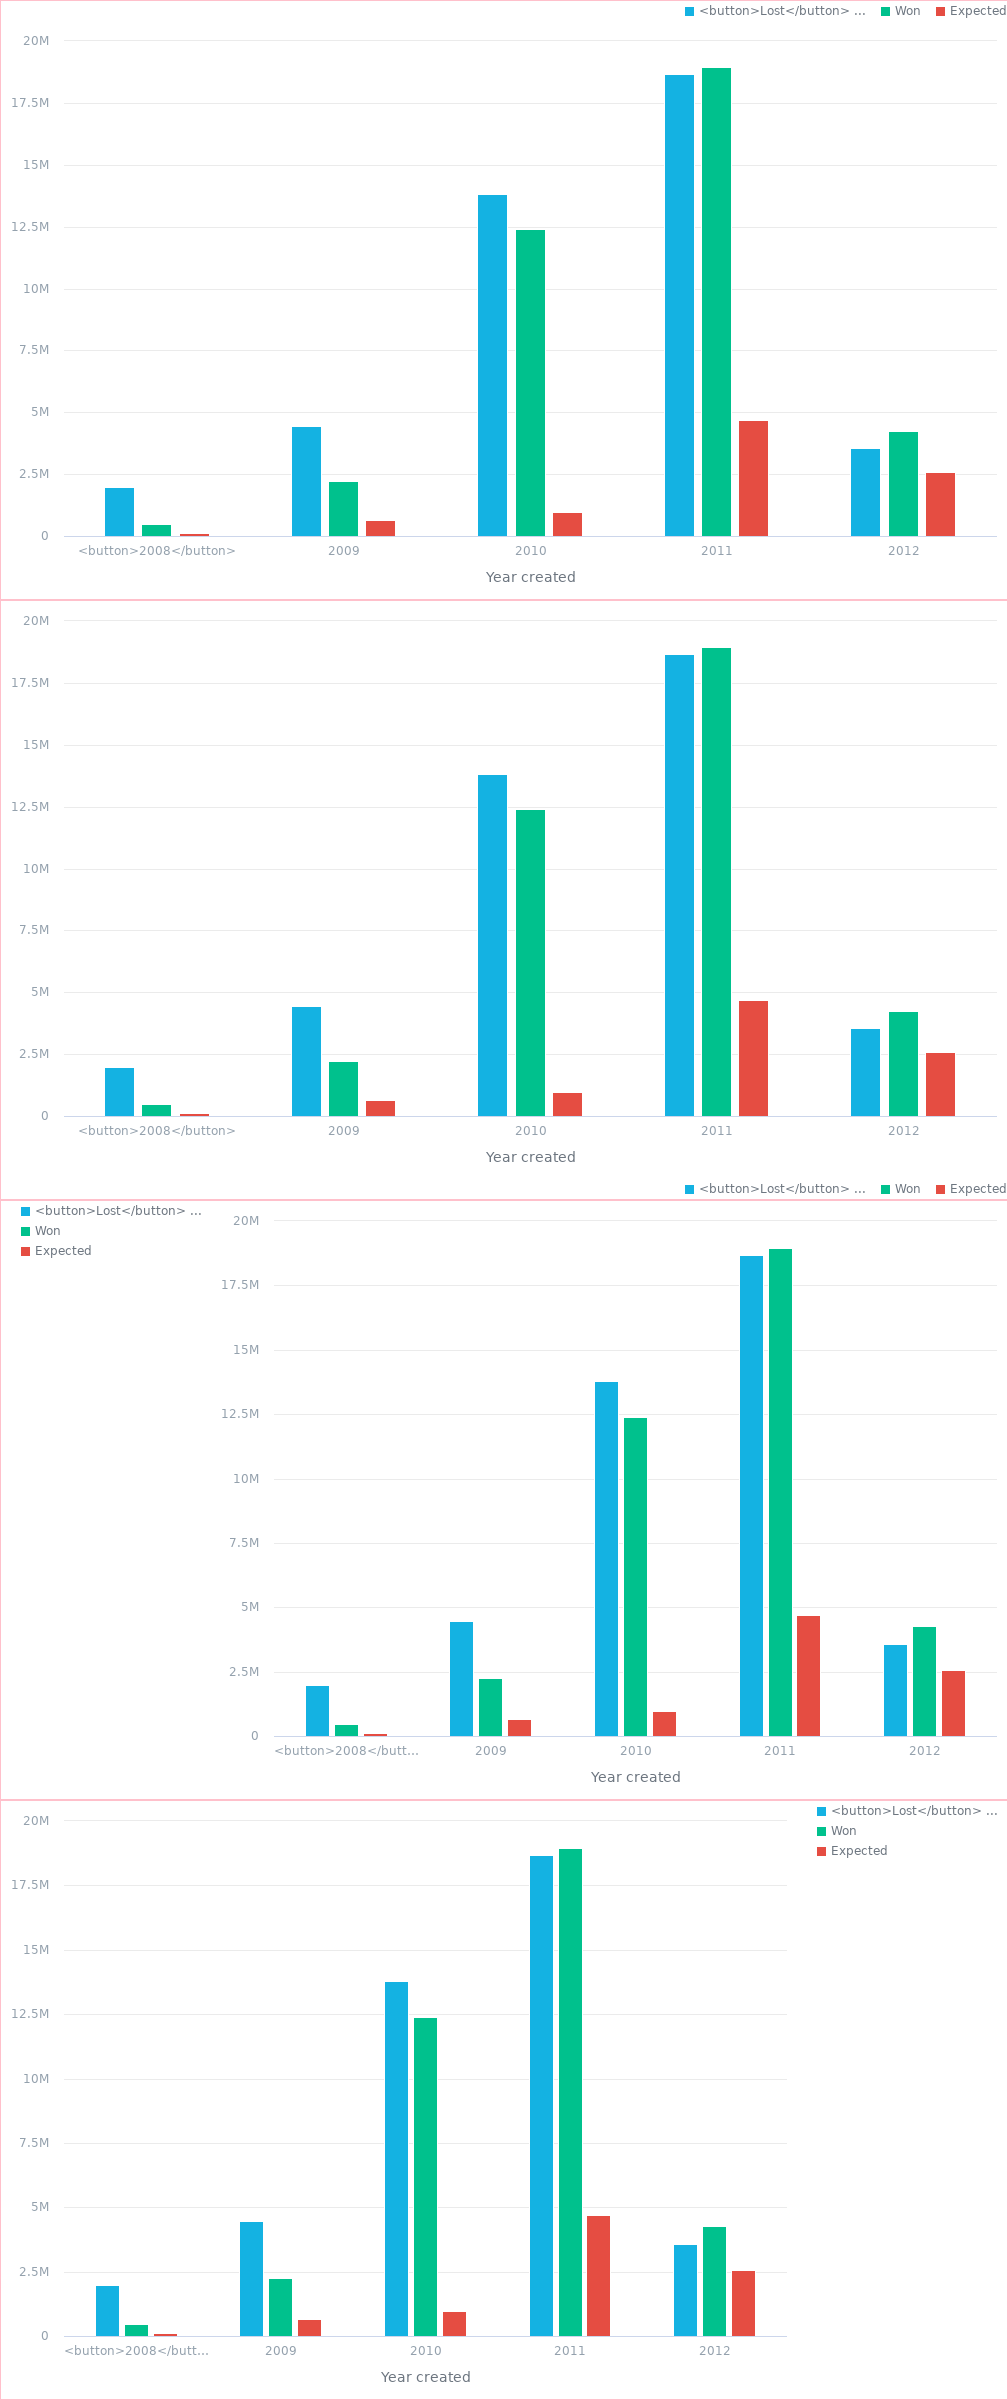 <button>Lost</button> ... Won Expected
20M
17.5M
15M
12.5M
10M
7.5M
5M
2.5M
0
<button>2008</button> 2009 2010 2011 2012
Year created
20M
17.5M
15M
12.5M
10M
7.5M
5M
2.5M
0
<button>2008</button> 2009 2010 2011 2012
Year created
<button>Lost</button> ... Won Expected
<button>Lost</button> ...
Won
Expected
20M
17.5M
15M
12.5M
10M
7.5M
5M
2.5M
0
<button>2008</butt... 2009 2010 2011 2012
Year created
<button>Lost</button> ...
Won
Expected
20M
17.5M
15M
12.5M
10M
7.5M
5M
2.5M
0
<button>2008</butt... 2009 2010 2011 2012
Year created